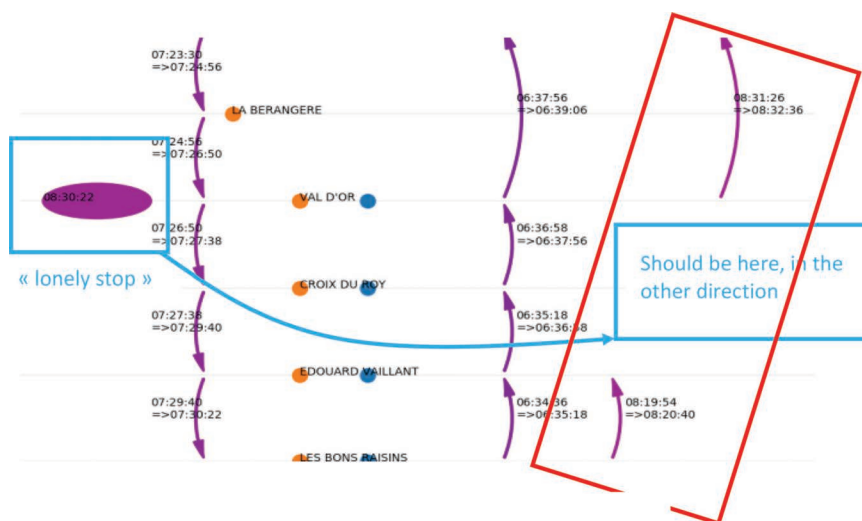 07:23:30
=>07:24:56
LA BERANGERE
06:37:56
=>06:39:06
08:31:26
=>08:32:36
07:24:56
=>07:26:50
08:30:22
VAL D'OR
07:26:50
=>07:27:38
06:36:58
=>06:37:56
« lonely stop »
Should be here, in the
other direction
CROIX DU ROY
07:27:38
=>07:29:40
06:35:18
=>06:36:58
EDOUARD VAILLANT
07:29:40
=>07:30:22
06:34:36
=>06:35:18
08:19:54
=>08:20:40
LES BONS RAISINS